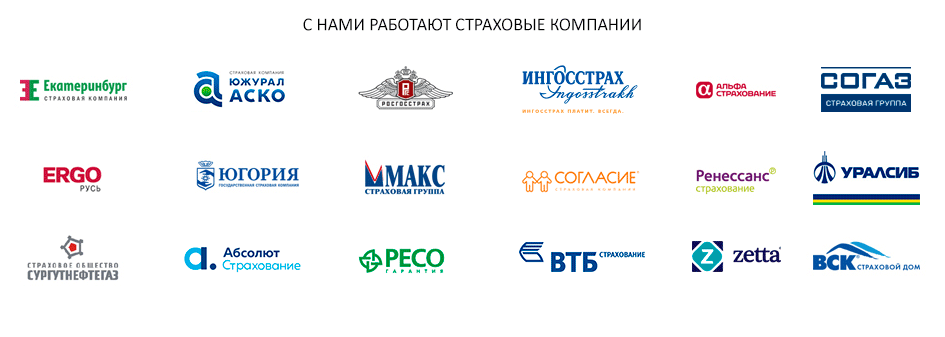 С НАМИ РАБОТАЮТ СТРАХОВЫЕ КОМПАНИИ
Екатеринбург
СТРАХОВАЯ КОМПАНИЯ
СТРАХОВАЯ КОМПАНИЯ
ЮЖУРАЛ
АСКО
РОСГОССТРАХ
ИНГОССТРАХ
Ingosstrakh
ИНГОССТРАХ ПЛАТИТ. ВСЕГДА.
α АЛЬФА
СТРАХОВАНИЕ
СОГАЗ
СТРАХОВАЯ ГРУППА
ERGO
РУСЬ
ЮГОРИЯ
ГОСУДАРСТВЕННАЯ СТРАХОВАЯ КОМПАНИЯ
МАКС
СТРАХОВАЯ ГРУППА
СОГЛАСИЕ
СТРАХОВАЯ КОМПАНИЯ
Ренессанс
страхование
УРАЛСИБ
СТРАХОВОЕ ОБЩЕСТВО
СУРГУТНЕФТЕГАЗ
а. Абсолют
Страхование
РЕСО
ГАРАНТИЯ
ВТБ СТРАХОВАНИЕ
Z zetta
ВСК СТРАХОВОЙ ДОМ